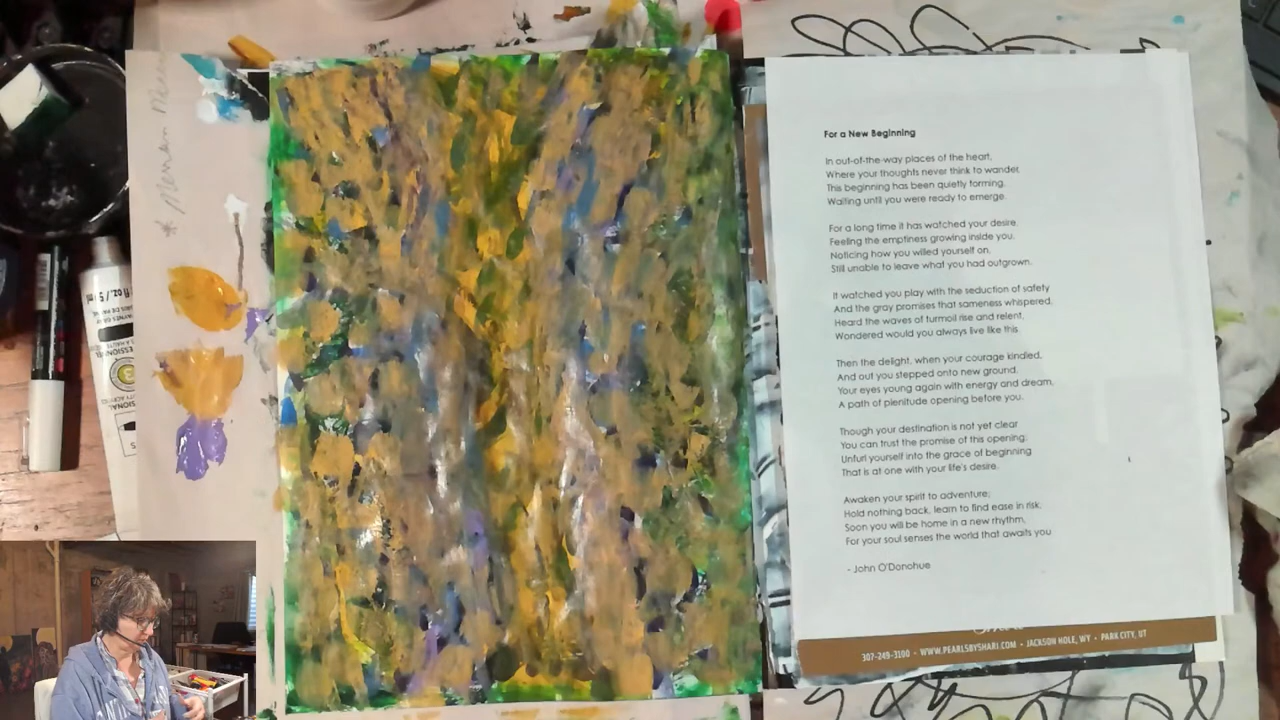 For a New Beginning
In out-of-the-way places of the heart,
Where your thoughts never think to wander,
This beginning has been quietly forming,
Waiting until you were ready to emerge.
For a long time it has watched your desire,
Feeling the emptiness growing inside you,
Noticing how you willed yourself on,
Still unable to leave what you had outgrown.
It watched you play with the seduction of safety
And the gray promises that sameness whispered,
Heard the waves of turmoil rise and relent,
Wondered would you always live like this.
Then the delight, when your courage kindled,
And out you stepped onto new ground,
Your eyes young again with energy and dream,
A path of plenitude opening before you.
Though your destination is not yet clear
You can trust the promise of this opening;
Unfurl yourself into the grace of beginning
That is at one with your life's desire.
Awaken your spirit to adventure;
Hold nothing back, learn to find ease in risk;
Soon you will be home in a new rhythm,
For your soul senses the world that awaits you
- John O'Donohue
307-249-3100 • WWW.PEARLSBYSHARI.COM • JACKSON HOLE, WY • PARK CITY, UT